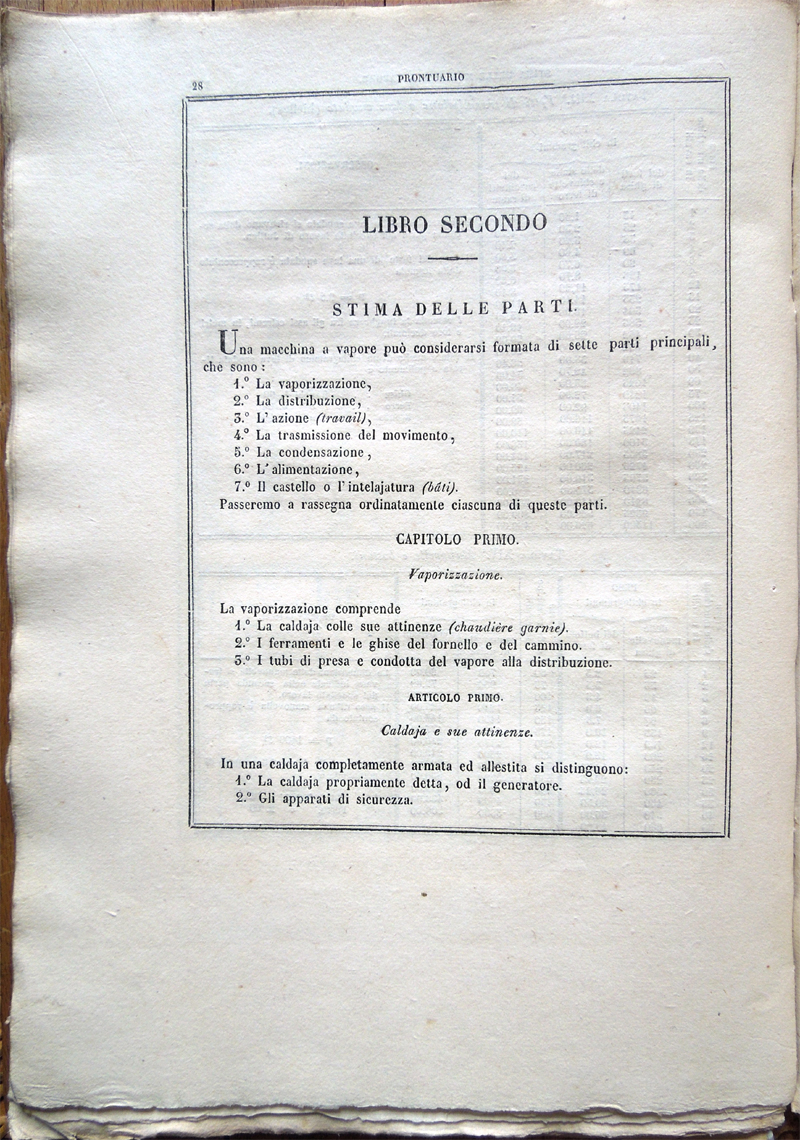 28
PRONTUARIO
LIBRO SECONDO
STIMA DELLE PARTI.
Una macchina a vapore può considerarsi formata di sette parti principali,
che sono :
1.° La vaporizzazione,
2.° La distribuzione,
3.° L' azione (travail),
4.° La trasmissione del movimento,
5.° La condensazione ,
6.° L'alimentazione,
7.° Il castello o l'intelajatura (bâti).
Passeremo a rassegna ordinatamente ciascuna di queste parti.
CAPITOLO PRIMO.
Vaporizzazione.
La vaporizzazione comprende
1.° La caldaja colle sue attinenze (chaudière garnie).
2.° I ferramenti e le ghise del fornello e del cammino.
3.° I tubi di presa e condotta del vapore alla distribuzione.
ARTICOLO PRIMO.
Caldaja e sue attinenze.
In una caldaja completamente armata ed allestita si distinguono:
1.° La caldaja propriamente detta, od il generatore.
2.° Gli apparati di sicurezza.